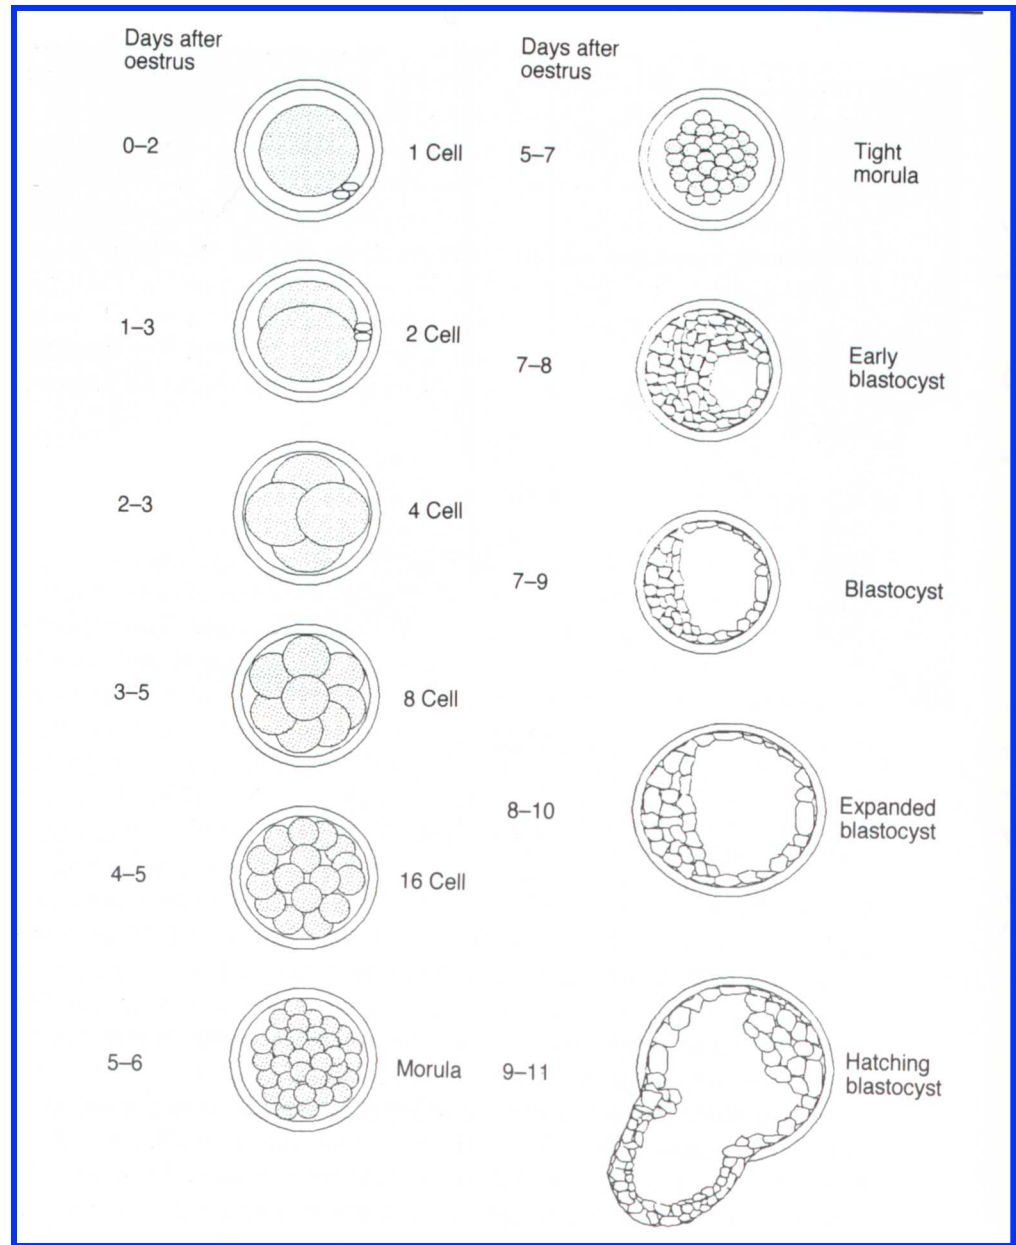 Days after
oestrus
0–2
1 Cell
1–3
2 Cell
2–3
4 Cell
3–5
8 Cell
4–5
16 Cell
5–6
Morula
Days after
oestrus
5–7
Tight
morula
7–8
Early
blastocyst
7–9
Blastocyst
8–10
Expanded
blastocyst
9–11
Hatching
blastocyst